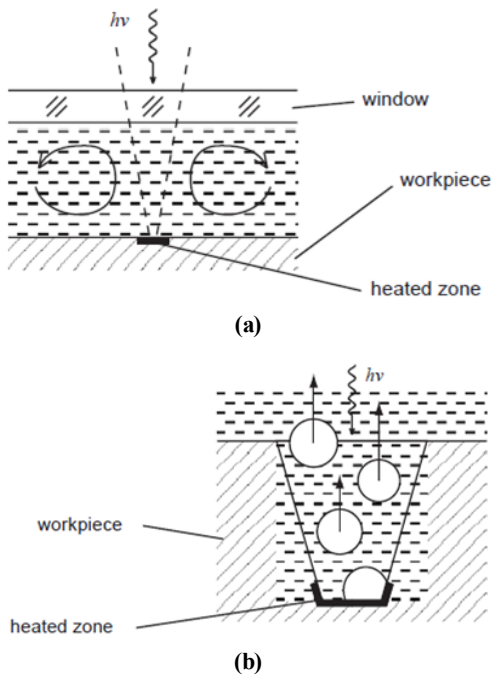 hν
window
workpiece
heated zone
(a)
hν
workpiece
heated zone
(b)